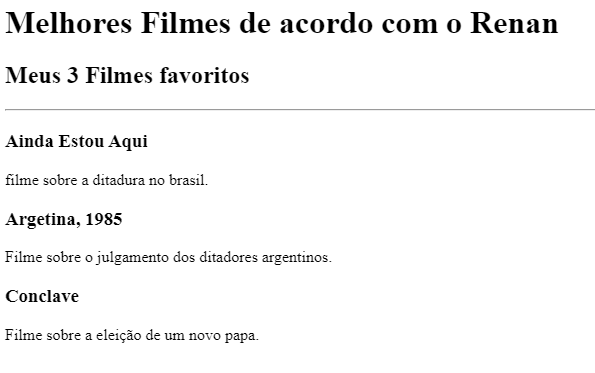 Melhores Filmes de acordo com o Renan
Meus 3 Filmes favoritos
Ainda Estou Aqui
filme sobre a ditadura no brasil.
Argetina, 1985
Filme sobre o julgamento dos ditadores argentinos.
Conclave
Filme sobre a eleição de um novo papa.